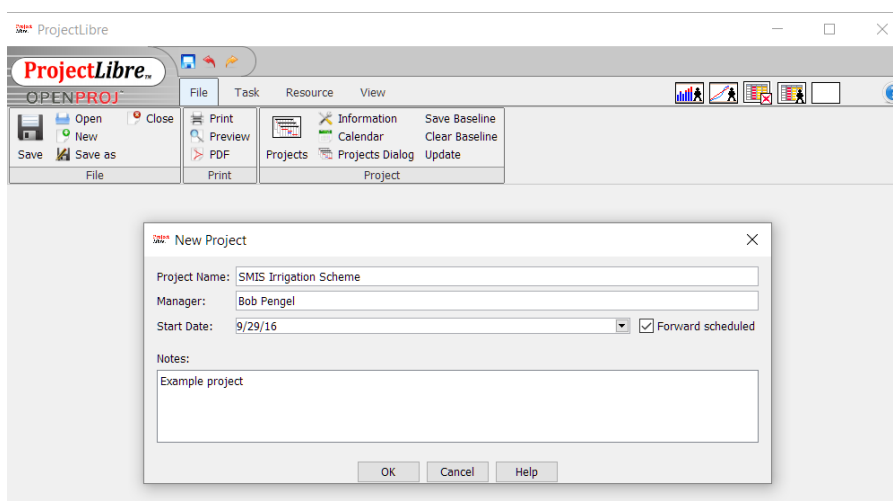 ProjectLibre
ProjectLibre™
OPENPROJ
File Task Resource View
Open Close
New
Save Save as
File
Print
Preview
PDF
Print
Information Save Baseline
Calendar Clear Baseline
Projects Projects Dialog Update
Project
New Project
Project Name: SMIS Irrigation Scheme
Manager: Bob Pengel
Start Date: 9/29/16 Forward scheduled
Notes:
Example project
OK Cancel Help